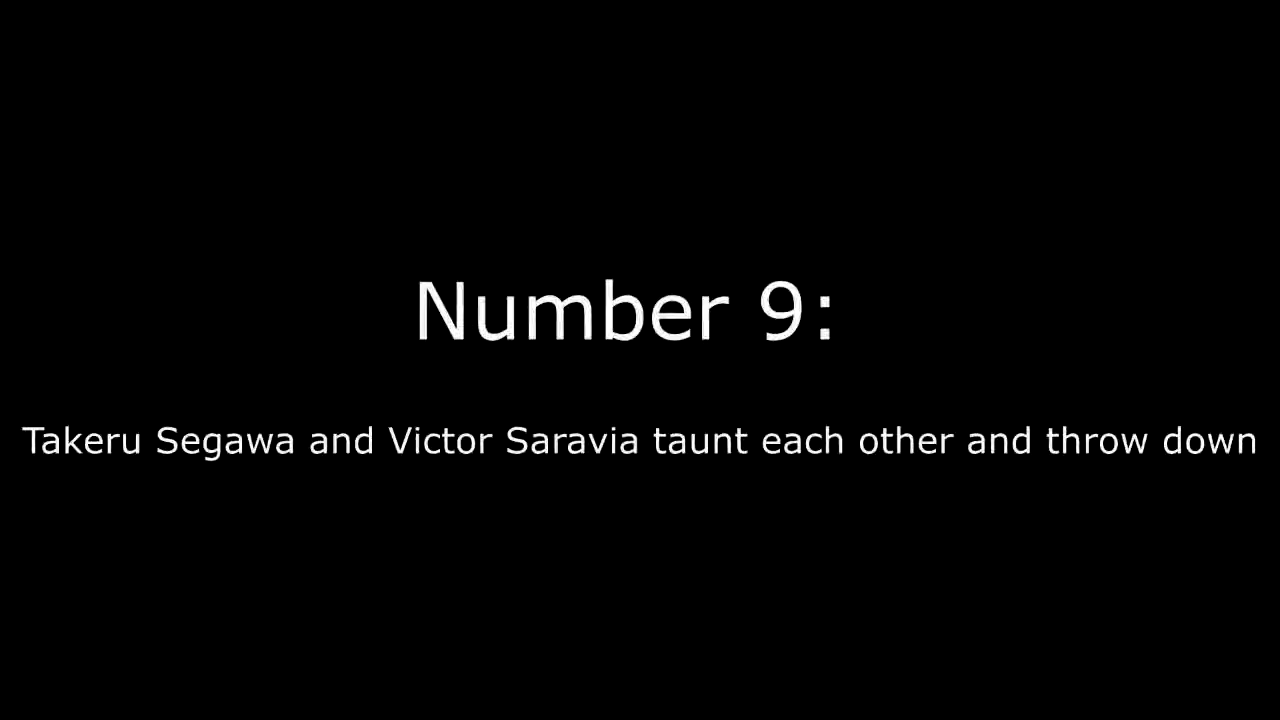 Number 9:
Takeru Segawa and Victor Saravia taunt each other and throw down